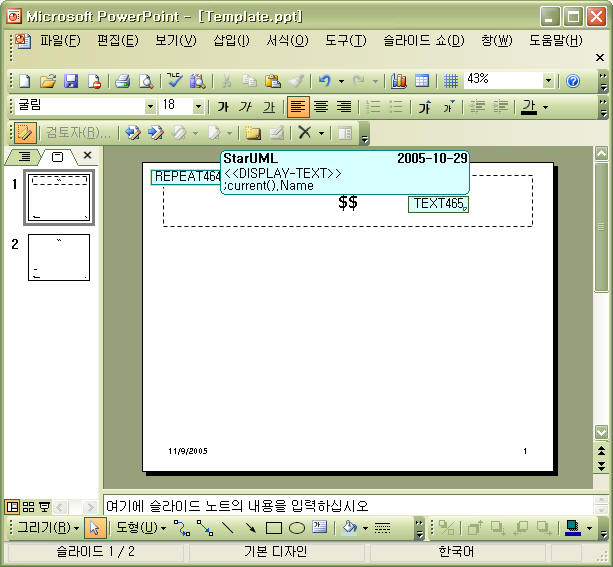 Microsoft PowerPoint - [Template.ppt]
파일(F) 편집(E) 보기(V) 삽입(I) 서식(O) 도구(T) 슬라이드 쇼(D) 창(W) 도움말(H)
43%
굴림 18 가 가 가 가 가 가
검토자(R)...
1
2
StarUML 2005-10-29
<<DISPLAY-TEXT>>
;current(),Name
REPEAT464
$$
TEXT465
11/9/2005 1
여기에 슬라이드 노트의 내용을 입력하십시오
그리기(R) 도형(U)
슬라이드 1 / 2 기본 디자인 한국어